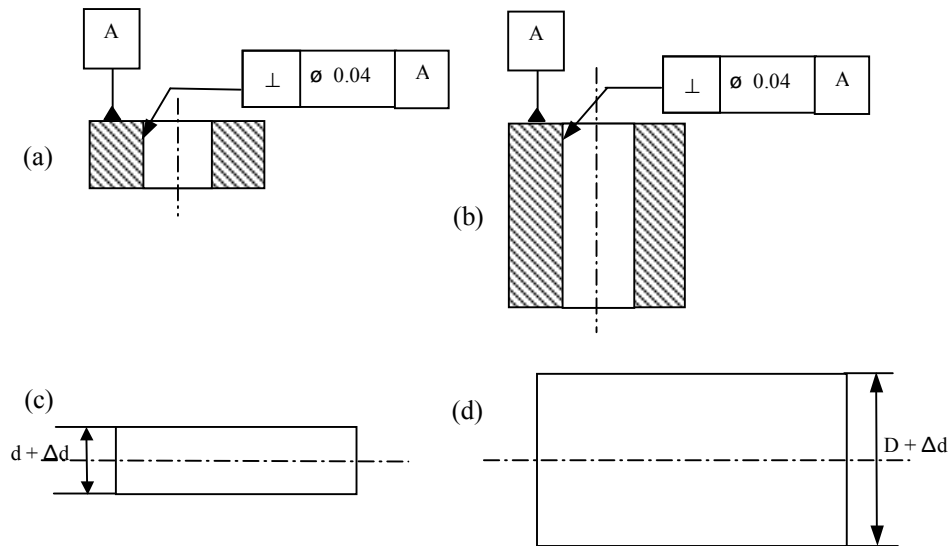 A
⊥ ø 0.04 A
(a)
A
⊥ ø 0.04 A
(b)
(c)
d + Δd
(d)
D + Δd